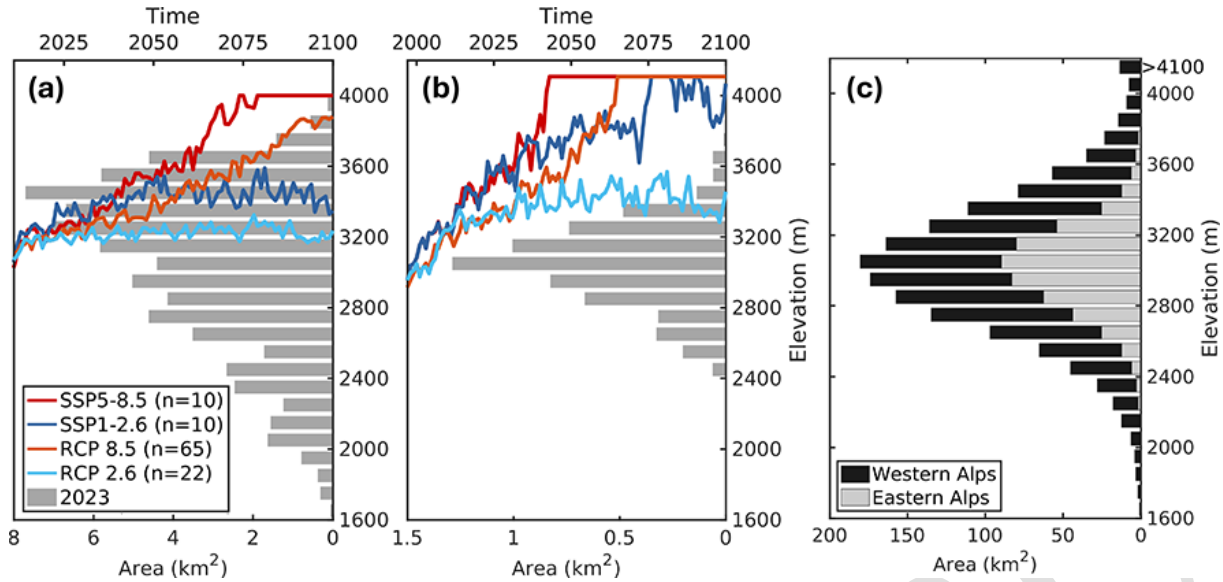 Time
2025 2050 2075 2100
(a)
4000
3600
3200
2800
2400
2000
1600
SSP5-8.5 (n=10)
SSP1-2.6 (n=10)
RCP 8.5 (n=65)
RCP 2.6 (n=22)
2023
8 6 4 2 0
Area (km²)
Time
2000 2025 2050 2075 2100
(b)
4000
3600
3200
2800
2400
2000
1600
Elevation (m)
1.5 1 0.5 0
Area (km²)
(c)
>4100
4000
3600
3200
2800
2400
2000
1600
Elevation (m)
Western Alps
Eastern Alps
200 150 100 50 0
Area (km²)